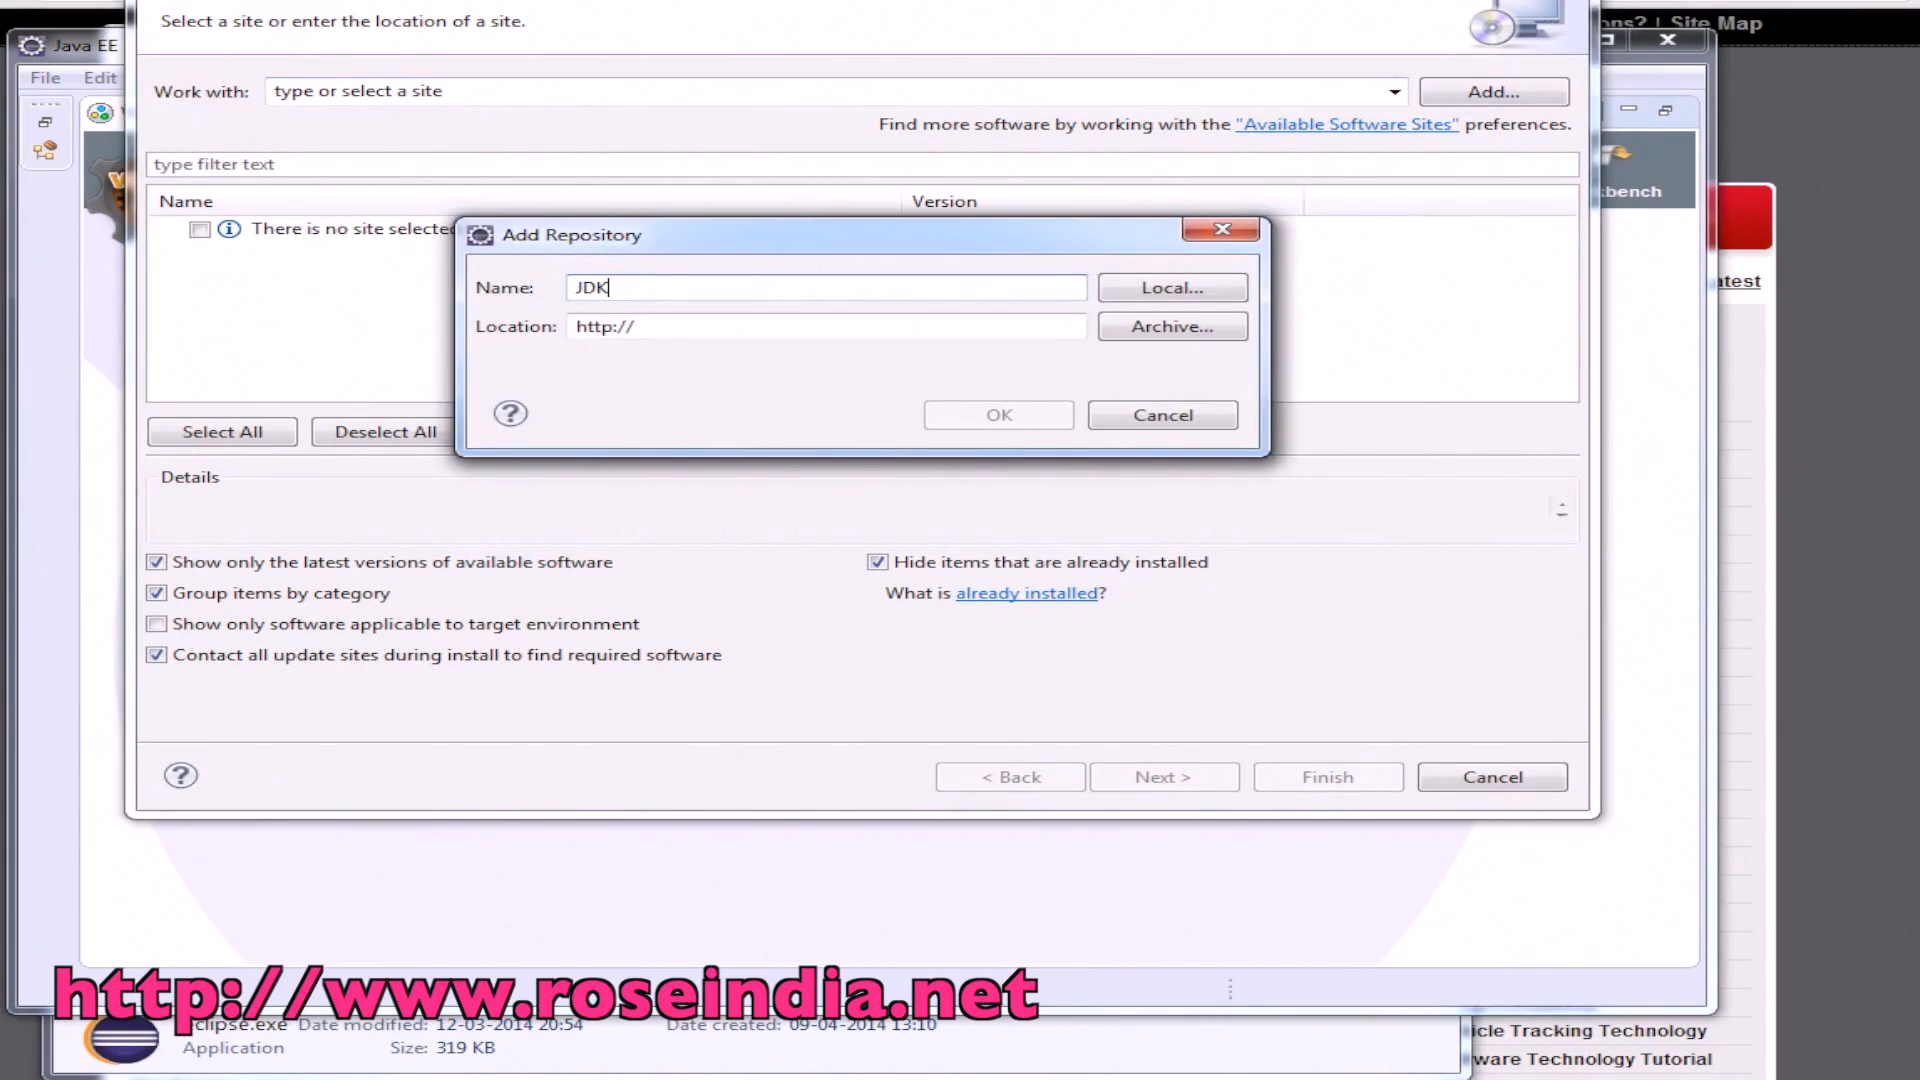 Select a site or enter the location of a site.
Site Map
Java EE
File Edit
Work with: type or select a site Add...
Find more software by working with the "Available Software Sites" preferences.
type filter text
Name Version
There is no site selected
Add Repository
Name: JDK Local...
Location: http:// Archive...
OK Cancel
Select All Deselect All
Details
Show only the latest versions of available software
Hide items that are already installed
Group items by category
What is already installed?
Show only software applicable to target environment
Contact all update sites during install to find required software
< Back Next > Finish Cancel
http://www.roseindia.net
Date modified: 12-03-2014 20:54 Date created: 09-04-2014 13:10
Application Size: 319 KB
Tracking Technology
Technology Tutorial